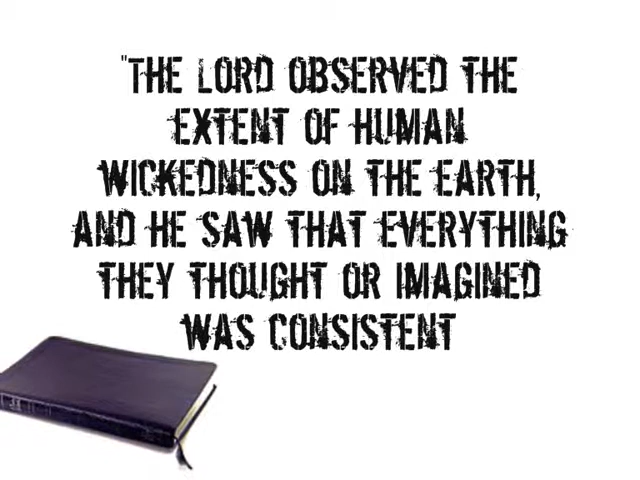 "THE LORD OBSERVED THE
EXTENT OF HUMAN
WICKEDNESS ON THE EARTH,
AND HE SAW THAT EVERYTHING
THEY THOUGHT OR IMAGINED
WAS CONSISTENT